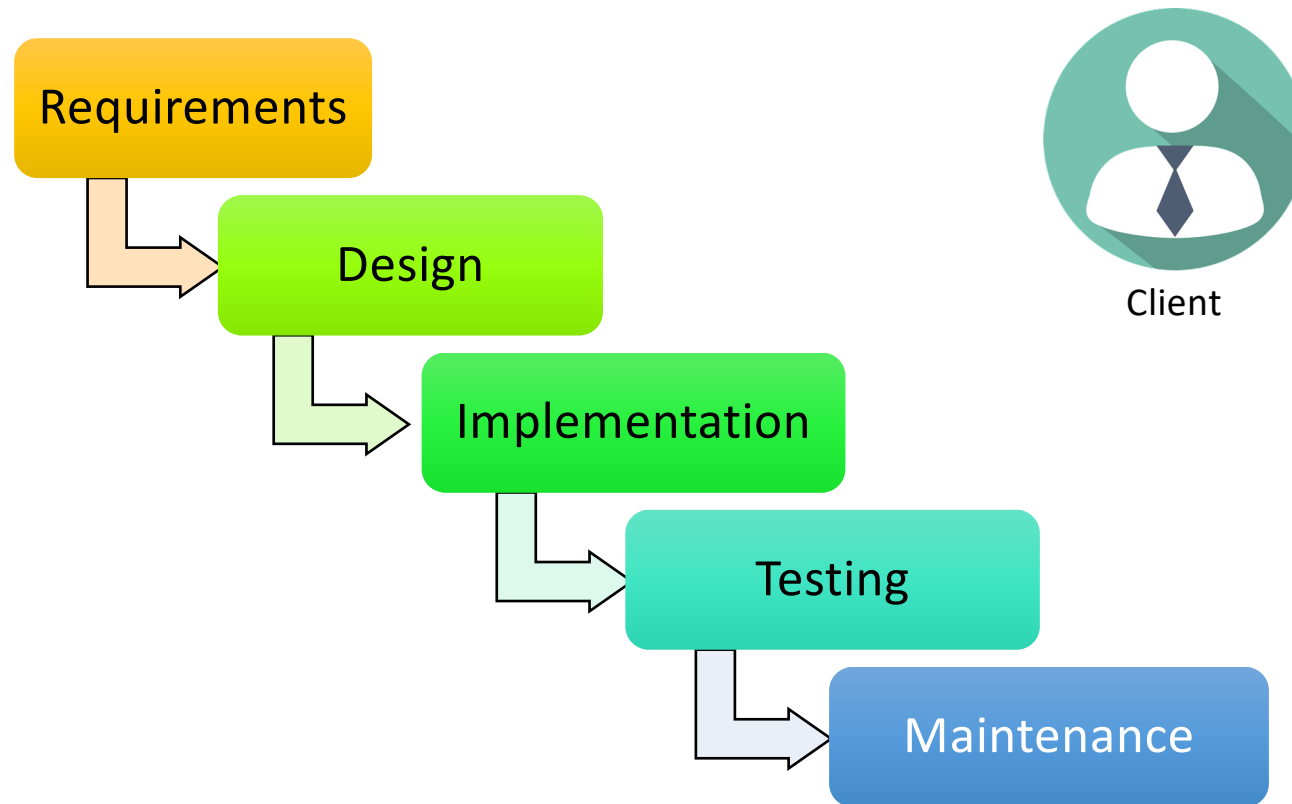 Requirements
Design
Client
Implementation
Testing
Maintenance